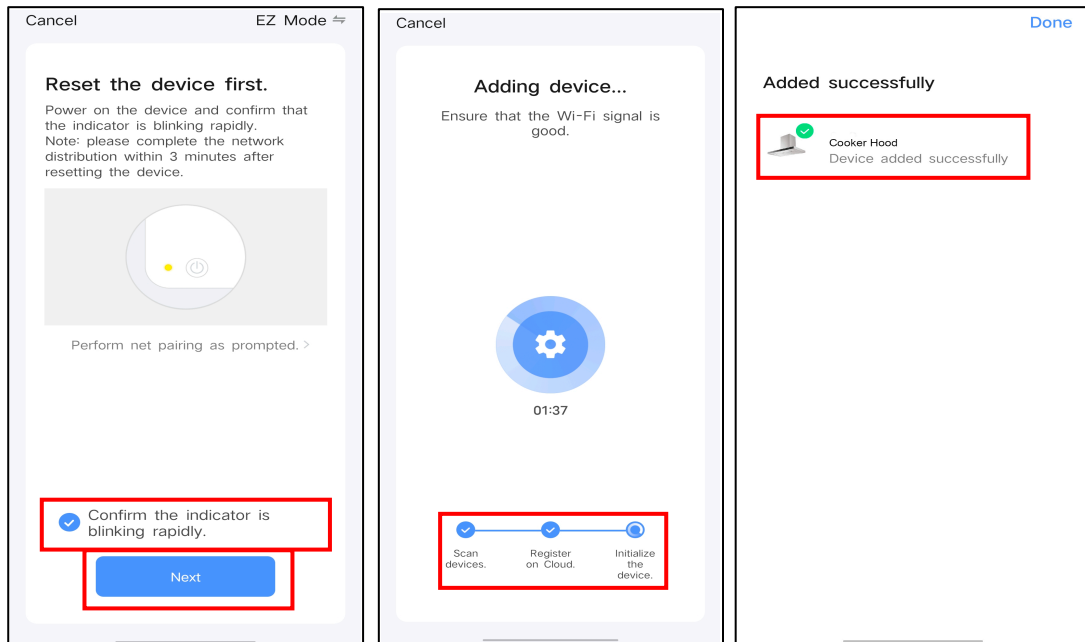 Cancel
EZ Mode
Reset the device first.
Power on the device and confirm that
the indicator is blinking rapidly.
Note: please complete the network
distribution within 3 minutes after
resetting the device.
Perform net pairing as prompted. >
Confirm the indicator is
blinking rapidly.
Next
Cancel
Adding device...
Ensure that the Wi-Fi signal is
good.
01:37
Scan
devices.
Register
on Cloud.
Initialize
the
device.
Done
Added successfully
Cooker Hood
Device added successfully